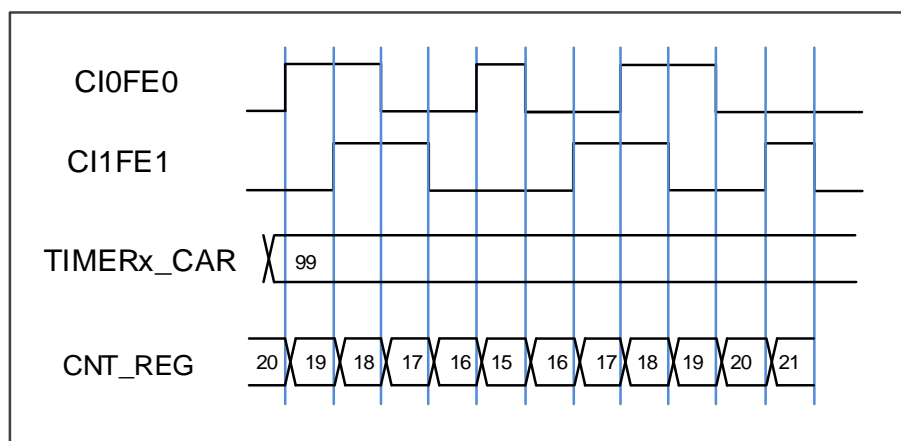 CI0FE0
CI1FE1
TIMERx_CAR 99
CNT_REG 20 19 18 17 16 15 16 17 18 19 20 21